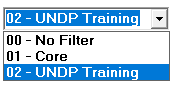 02 - UNDP Training
00 - No Filter
01 - Core
02 - UNDP Training